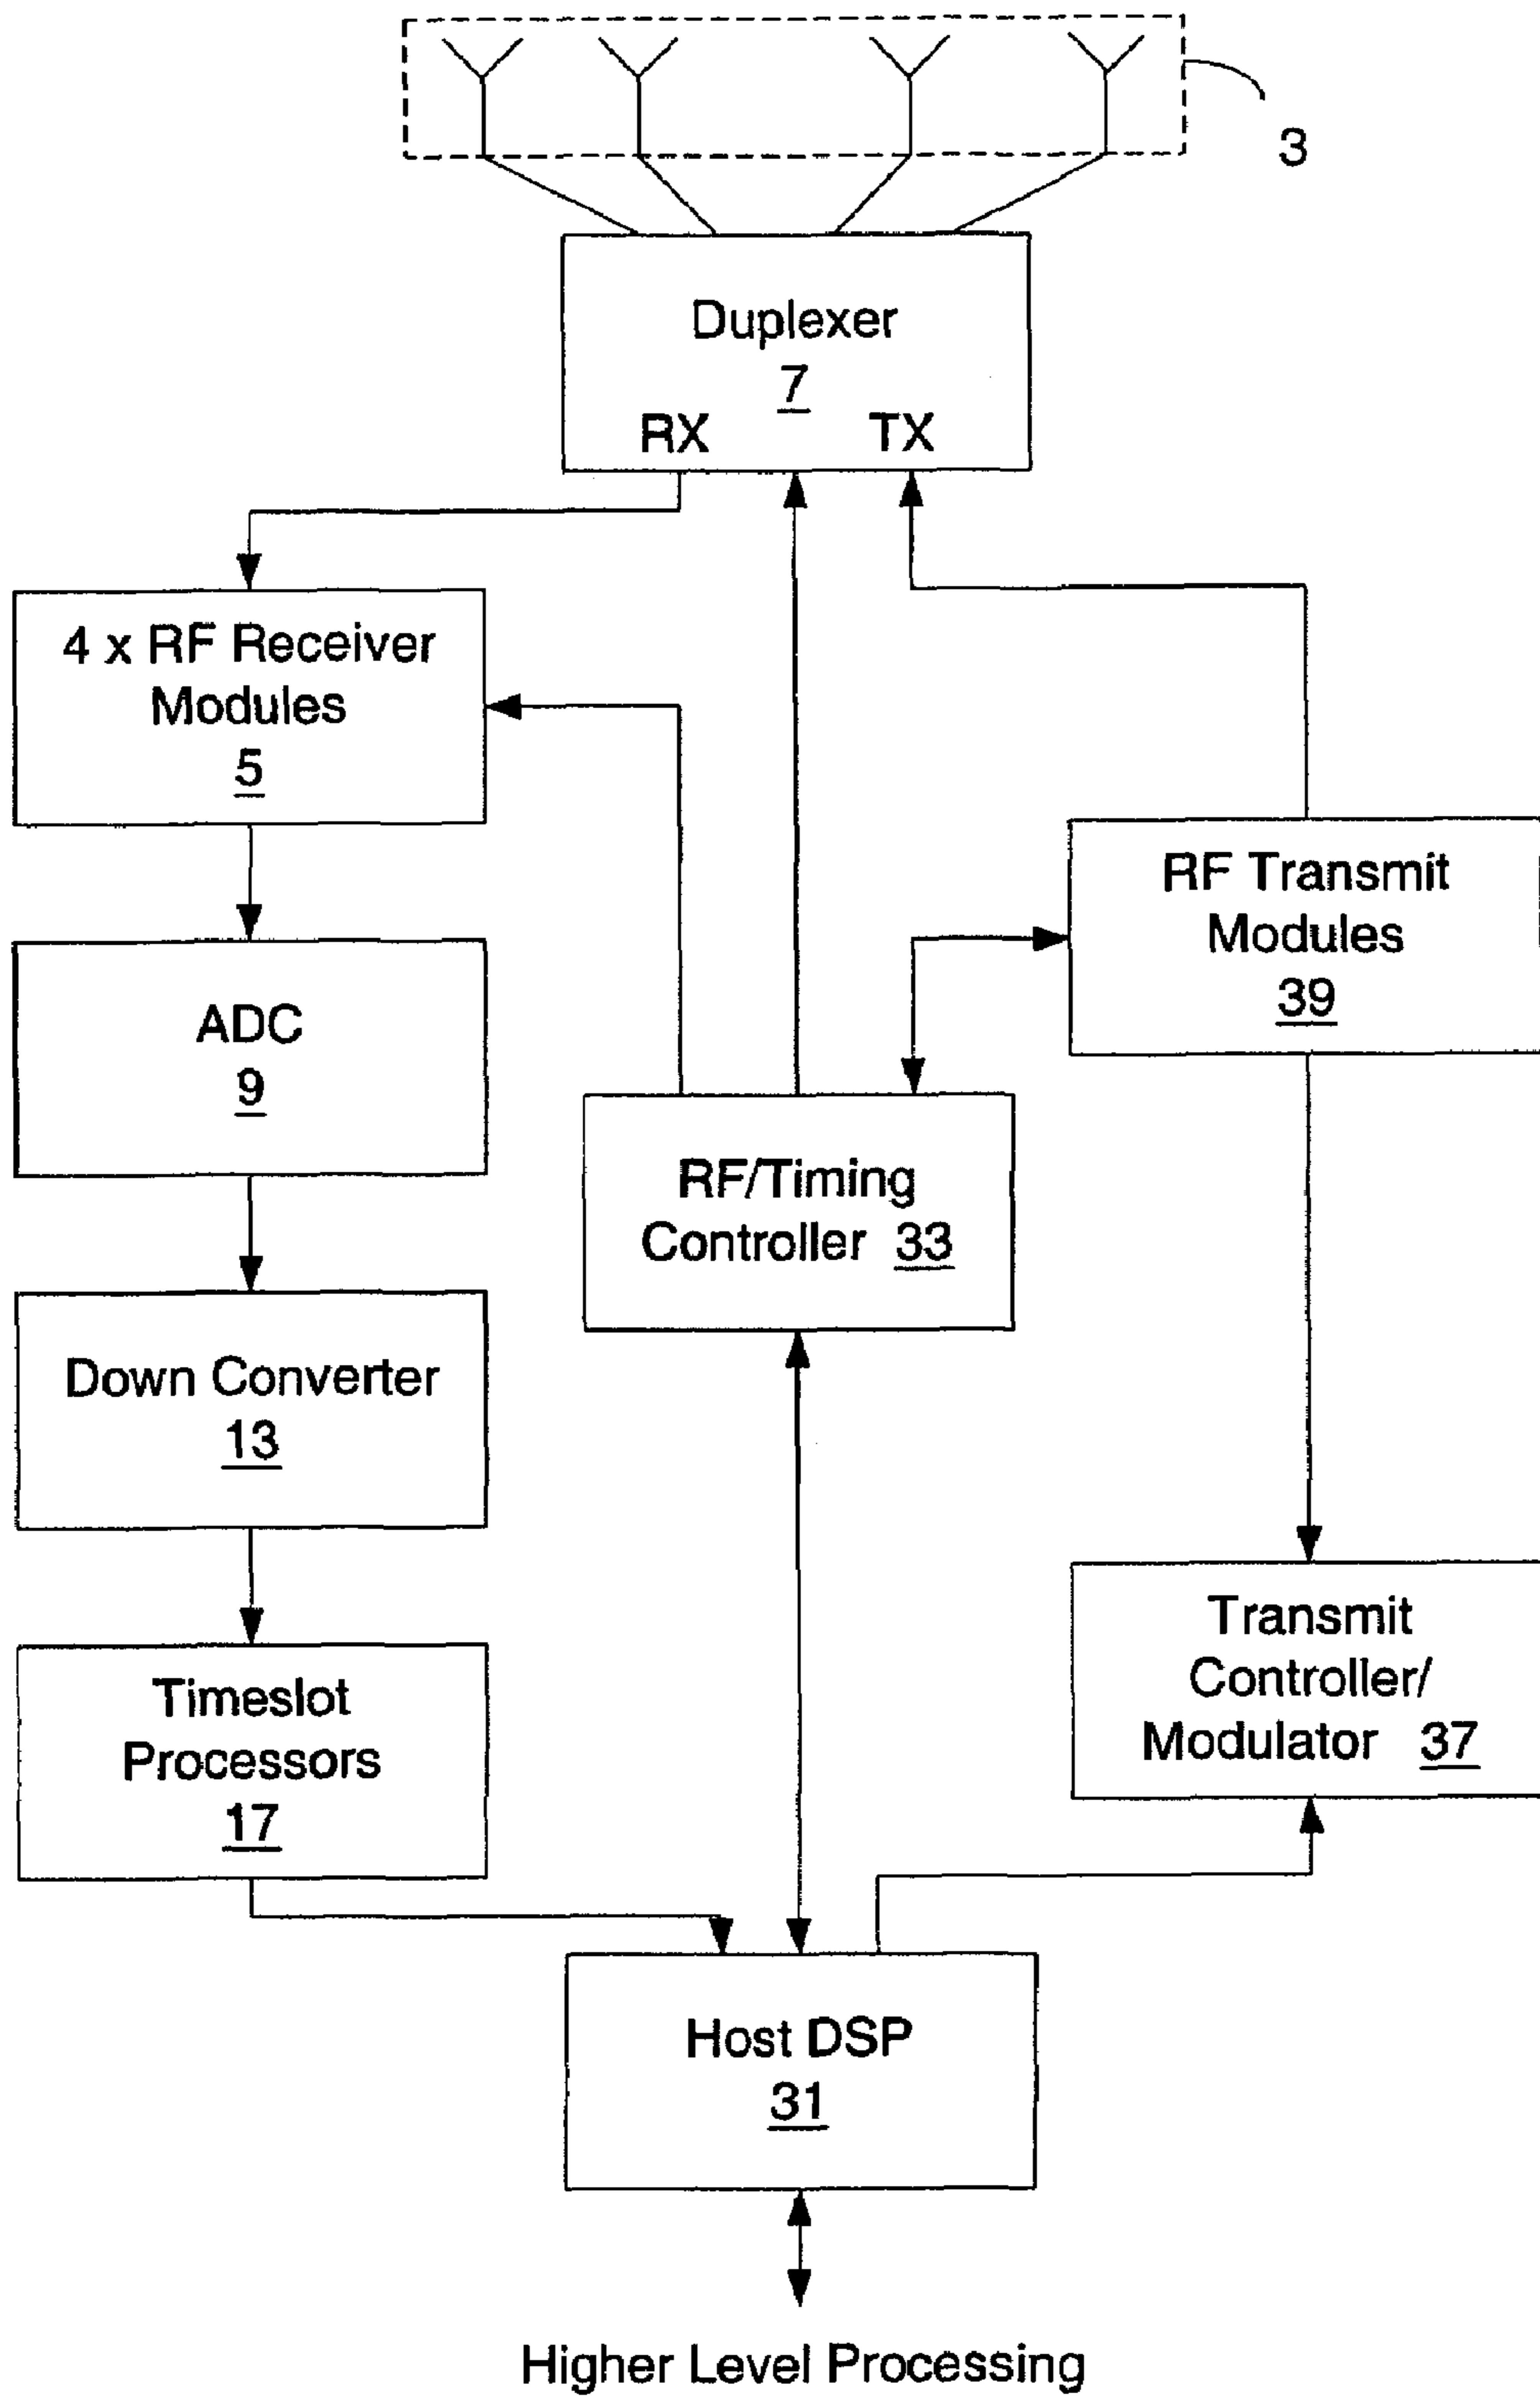 3
Duplexer
7
RX TX
4 x RF Receiver
Modules
5
RF Transmit
Modules
39
ADC
9
RF/Timing
Controller 33
Down Converter
13
Transmit
Controller/
Modulator 37
Timeslot
Processors
17
Host DSP
31
Higher Level Processing